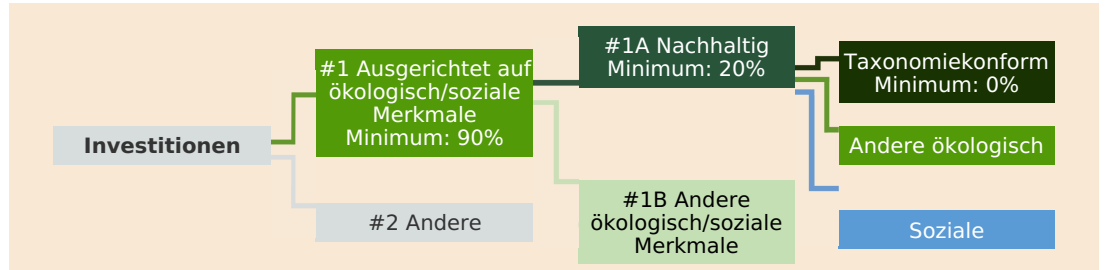 Investitionen
#1 Ausgerichtet auf
ökologisch/soziale
Merkmale
Minimum: 90%
#2 Andere
#1A Nachhaltig
Minimum: 20%
#1B Andere
ökologisch/soziale
Merkmale
Taxonomiekonform
Minimum: 0%
Andere ökologisch
Soziale